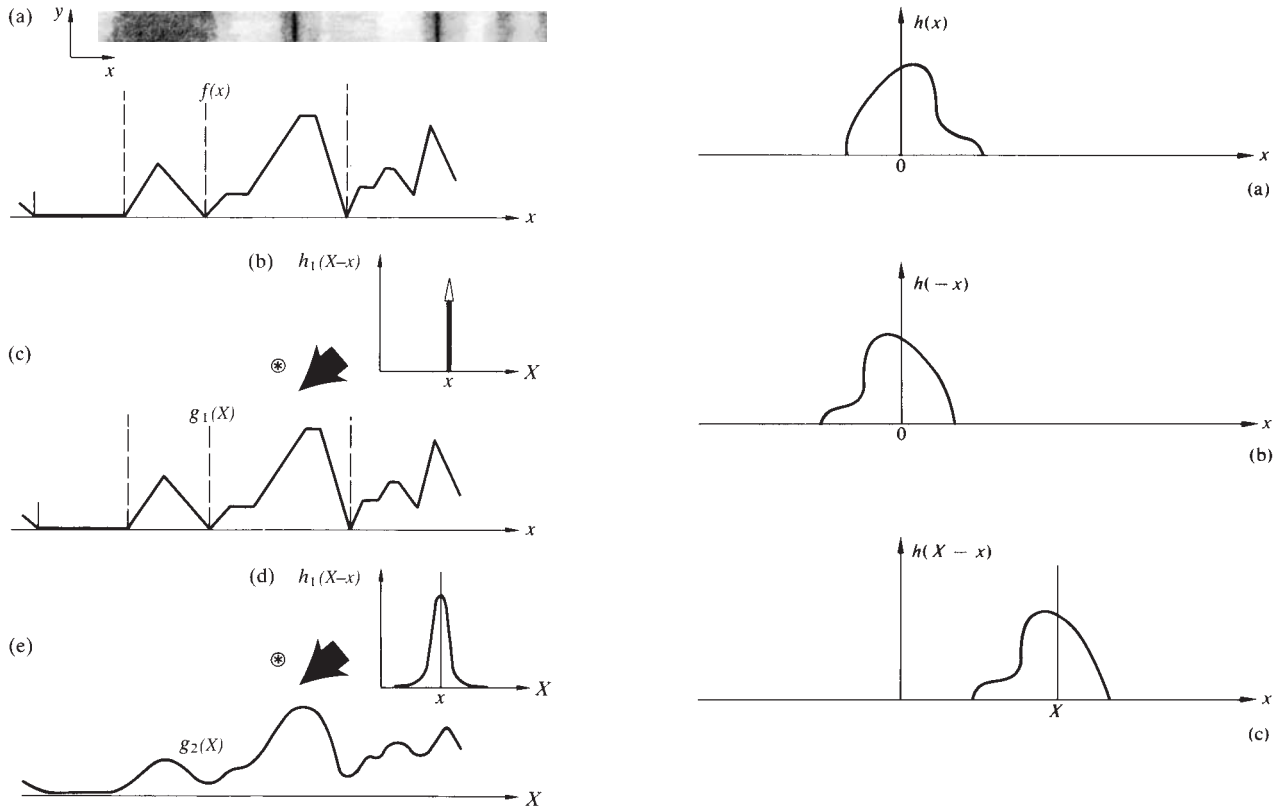 (a)
y
x
f(x)
x
(b) h₁(X–x)
x
X
(c)
⊛
g₁(X)
x
(d) h₁(X–x)
x
X
(e)
⊛
g₂(X)
X
h(x)
0
x
(a)
h(− x)
0
x
(b)
h(X − x)
X
x
(c)